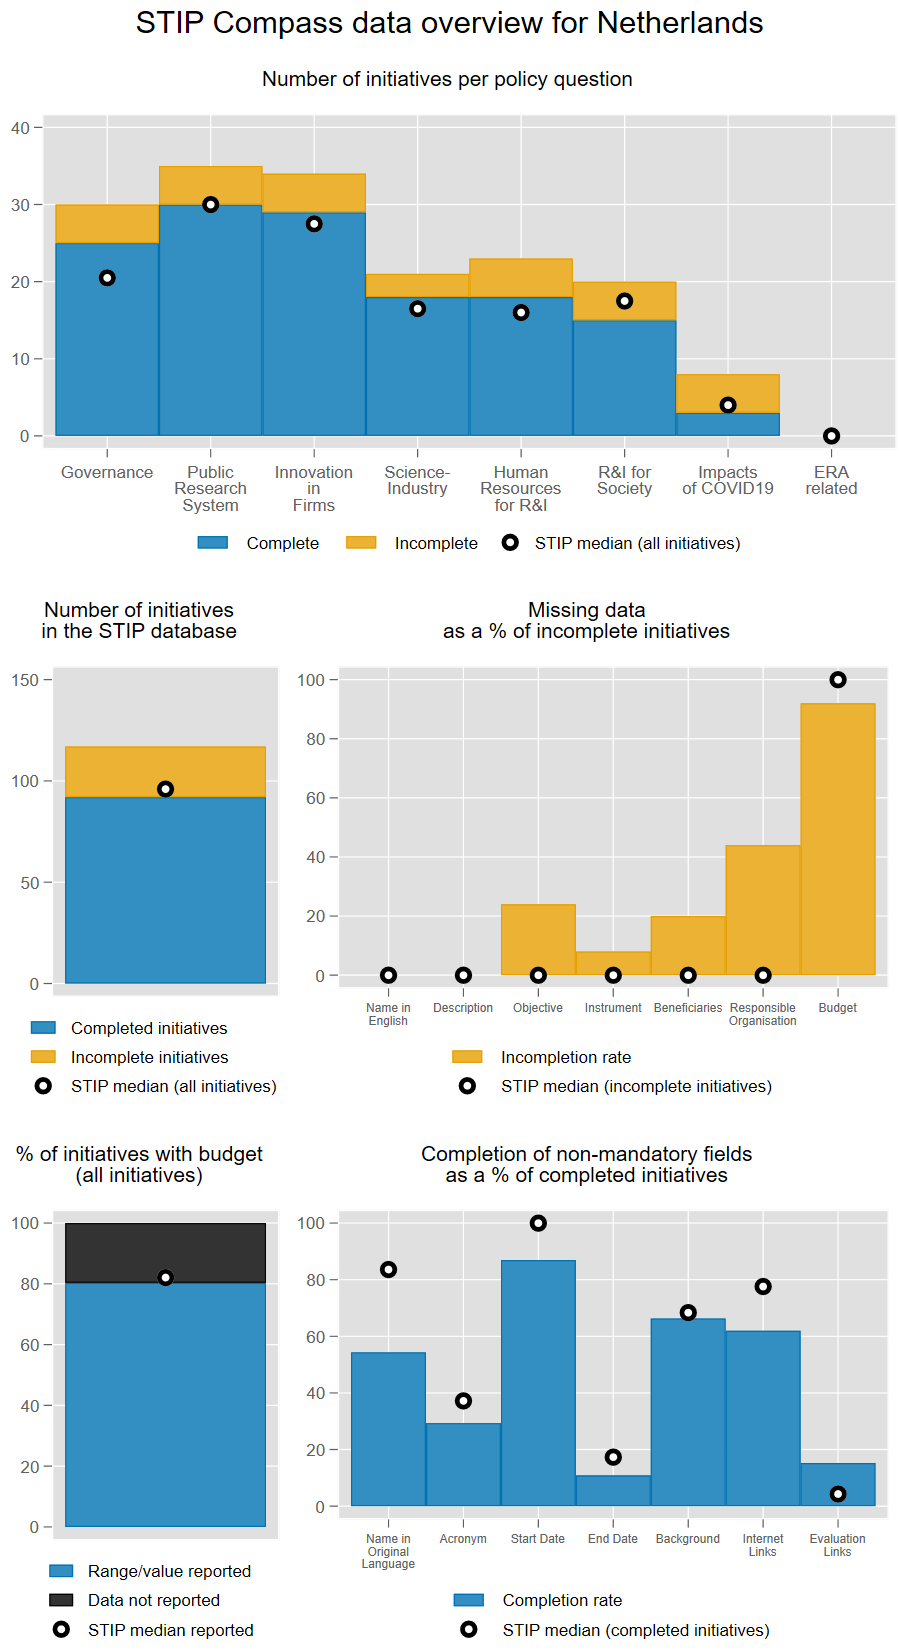 STIP Compass data overview for Netherlands
Number of initiatives per policy question
40
30
20
10
0
Governance
Public
Research
System
Innovation
in
Firms
Science-
Industry
Human
Resources
for R&I
R&I for
Society
Impacts
of COVID19
ERA
related
Complete
Incomplete
STIP median (all initiatives)
Number of initiatives
in the STIP database
150
100
50
0
Completed initiatives
Incomplete initiatives
STIP median (all initiatives)
Missing data
as a % of incomplete initiatives
100
80
60
40
20
0
Name in
English
Description
Objective
Instrument
Beneficiaries
Responsible
Organisation
Budget
Incompletion rate
STIP median (incomplete initiatives)
% of initiatives with budget
(all initiatives)
100
80
60
40
20
0
Range/value reported
Data not reported
STIP median reported
Completion of non-mandatory fields
as a % of completed initiatives
100
80
60
40
20
0
Name in
Original
Language
Acronym
Start Date
End Date
Background
Internet
Links
Evaluation
Links
Completion rate
STIP median (completed initiatives)